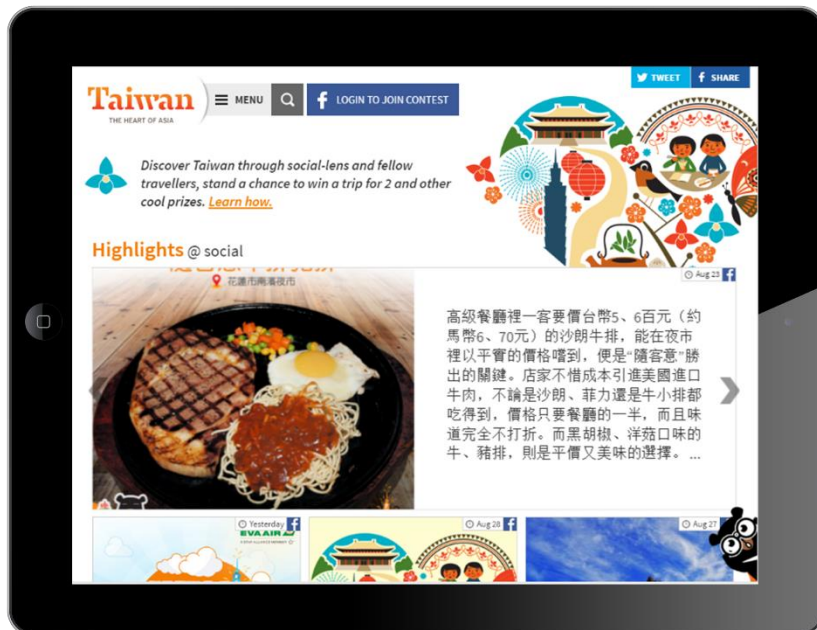 TWEET
SHARE
Taiwan
THE HEART OF ASIA
MENU
LOGIN TO JOIN CONTEST
Discover Taiwan through social-lens and fellow
travellers, stand a chance to win a trip for 2 and other
cool prizes. Learn how.
Highlights @ social
Aug 23
花蓮市南濱夜市
高級餐廳裡一客要價台幣5、6百元（約
馬幣6、70元）的沙朗牛排，能在夜市
裡以平實的價格嚐到，便是“隨客意”勝
出的關鍵。店家不惜成本引進美國進口
牛肉，不論是沙朗、菲力還是牛小排都
吃得到，價格只要餐廳的一半，而且味
道完全不打折。而黑胡椒、洋菇口味的
牛、豬排，則是平價又美味的選擇。 ...
Yesterday
EVA AIR
Aug 28
Aug 27